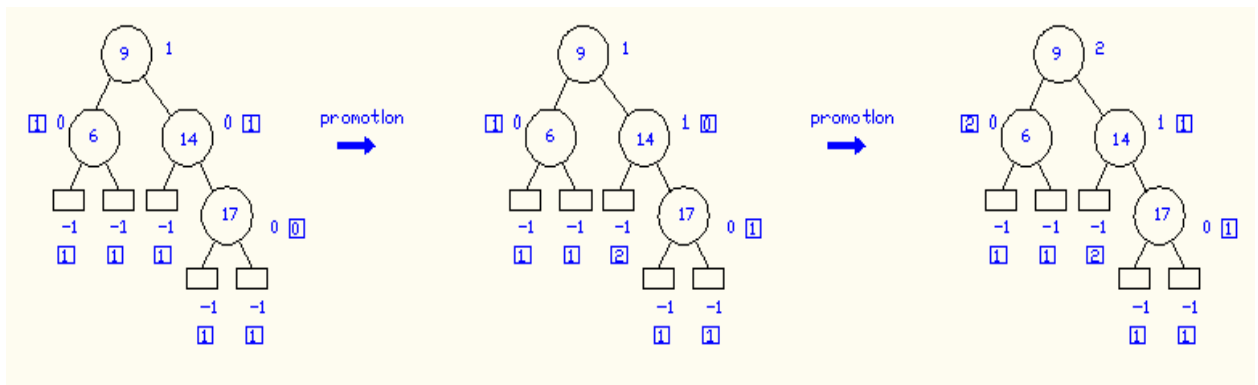 9 1 9 1 9 2
1 0 6 14 0 1 promotion 1 0 6 14 1 0 promotion 2 0 6 14 1 1
17 0 0 17 0 1 17 0 1
-1 -1 -1 -1 -1 -1 -1 -1 -1
1 1 1 1 1 2 1 1 2
-1 -1 -1 -1 -1 -1
1 1 1 1 1 1